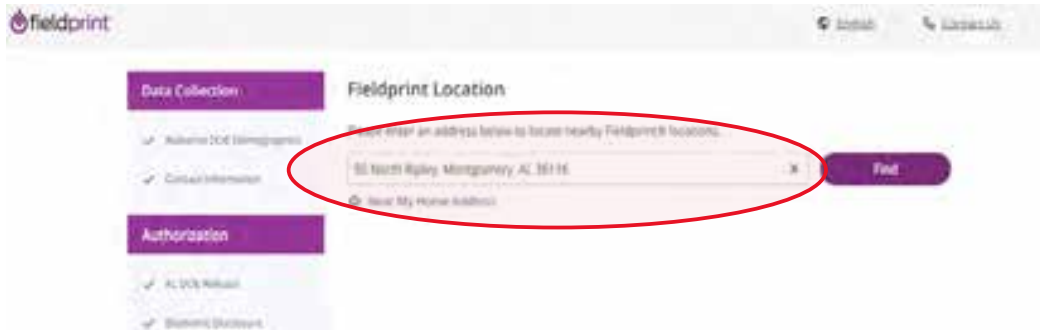 fieldprint
English
Contact Us
Data Collection
Fieldprint Location
Please enter an address below to locate nearby Fieldprint® locations.
Alabama DOE Demographics
50 North Ripley, Montgomery, AL 36116
X
Find
Contact Information
Near My Home Address
Authorization
AL DOE Release
Biometric Disclosure